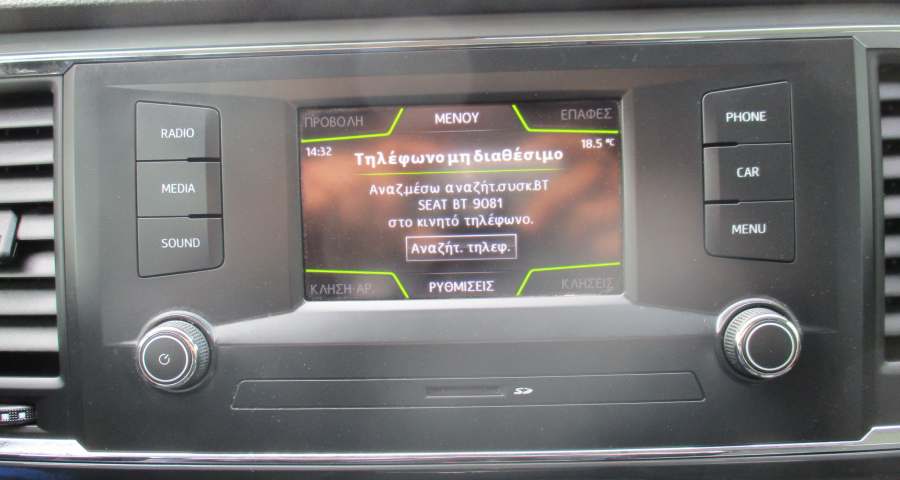 RADIO
MEDIA
SOUND
ΠΡΟΒΟΛΗ
ΜΕΝΟΥ
ΕΠΑΦΕΣ
14:32
18.5 °C
Τηλέφωνο μη διαθέσιμο
Αναζ.μέσω αναζήτ.συσκ.BT
SEAT BT 9081
στο κινητό τηλέφωνο.
Αναζήτ. τηλεφ.
ΚΛΗΣΗ ΑΡ.
ΡΥΘΜΙΣΕΙΣ
ΚΛΗΣΕΙΣ
PHONE
CAR
MENU
SD